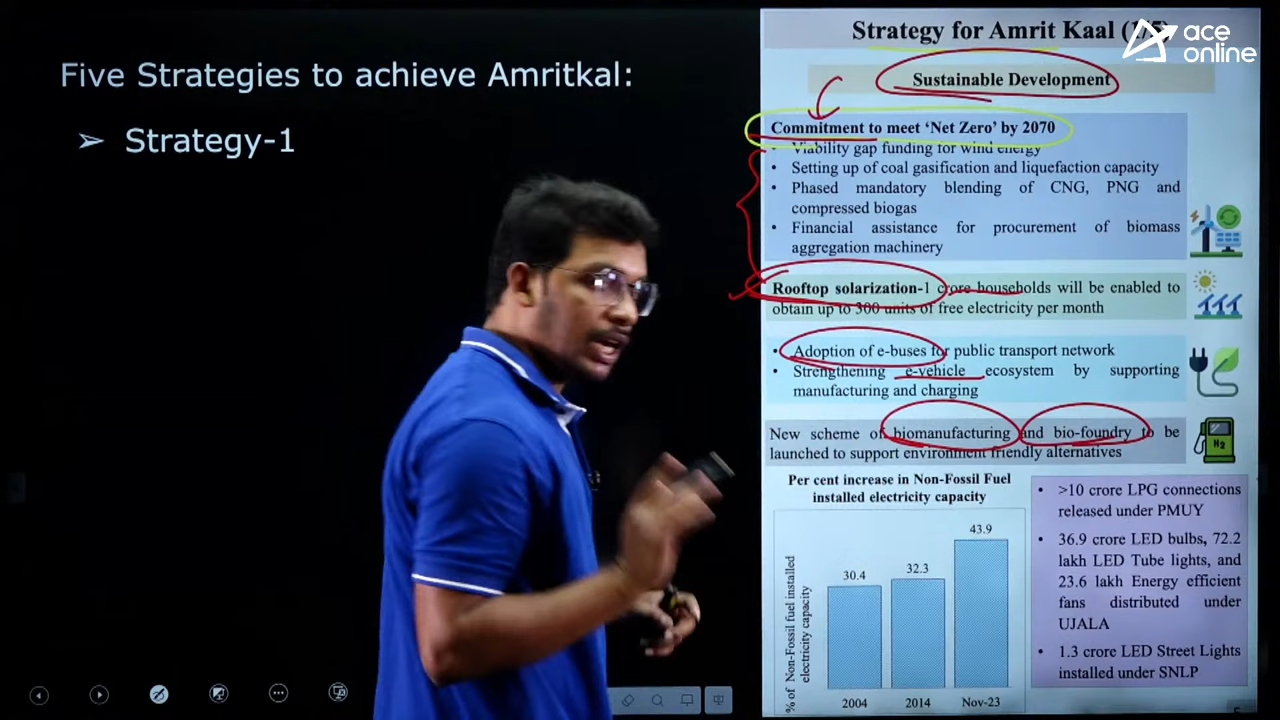 Five Strategies to achieve Amritkal:
➢ Strategy-1
ace
online
Strategy for Amrit Kaal (1/5)
Sustainable Development
Commitment to meet ‘Net Zero’ by 2070
• Viability gap funding for wind energy
• Setting up of coal gasification and liquefaction capacity
• Phased mandatory blending of CNG, PNG and
compressed biogas
• Financial assistance for procurement of biomass
aggregation machinery
Rooftop solarization-1 crore households will be enabled to
obtain up to 300 units of free electricity per month
• Adoption of e-buses for public transport network
• Strengthening e-vehicle ecosystem by supporting
manufacturing and charging
New scheme of biomanufacturing and bio-foundry to be
launched to support environment friendly alternatives
H2
Per cent increase in Non-Fossil Fuel
installed electricity capacity
% of Non-Fossil fuel installed
electricity capacity
30.4
32.3
43.9
2004
2014
Nov-23
• >10 crore LPG connections
released under PMUY
• 36.9 crore LED bulbs, 72.2
lakh LED Tube lights, and
23.6 lakh Energy efficient
fans distributed under
UJALA
• 1.3 crore LED Street Lights
installed under SNLP